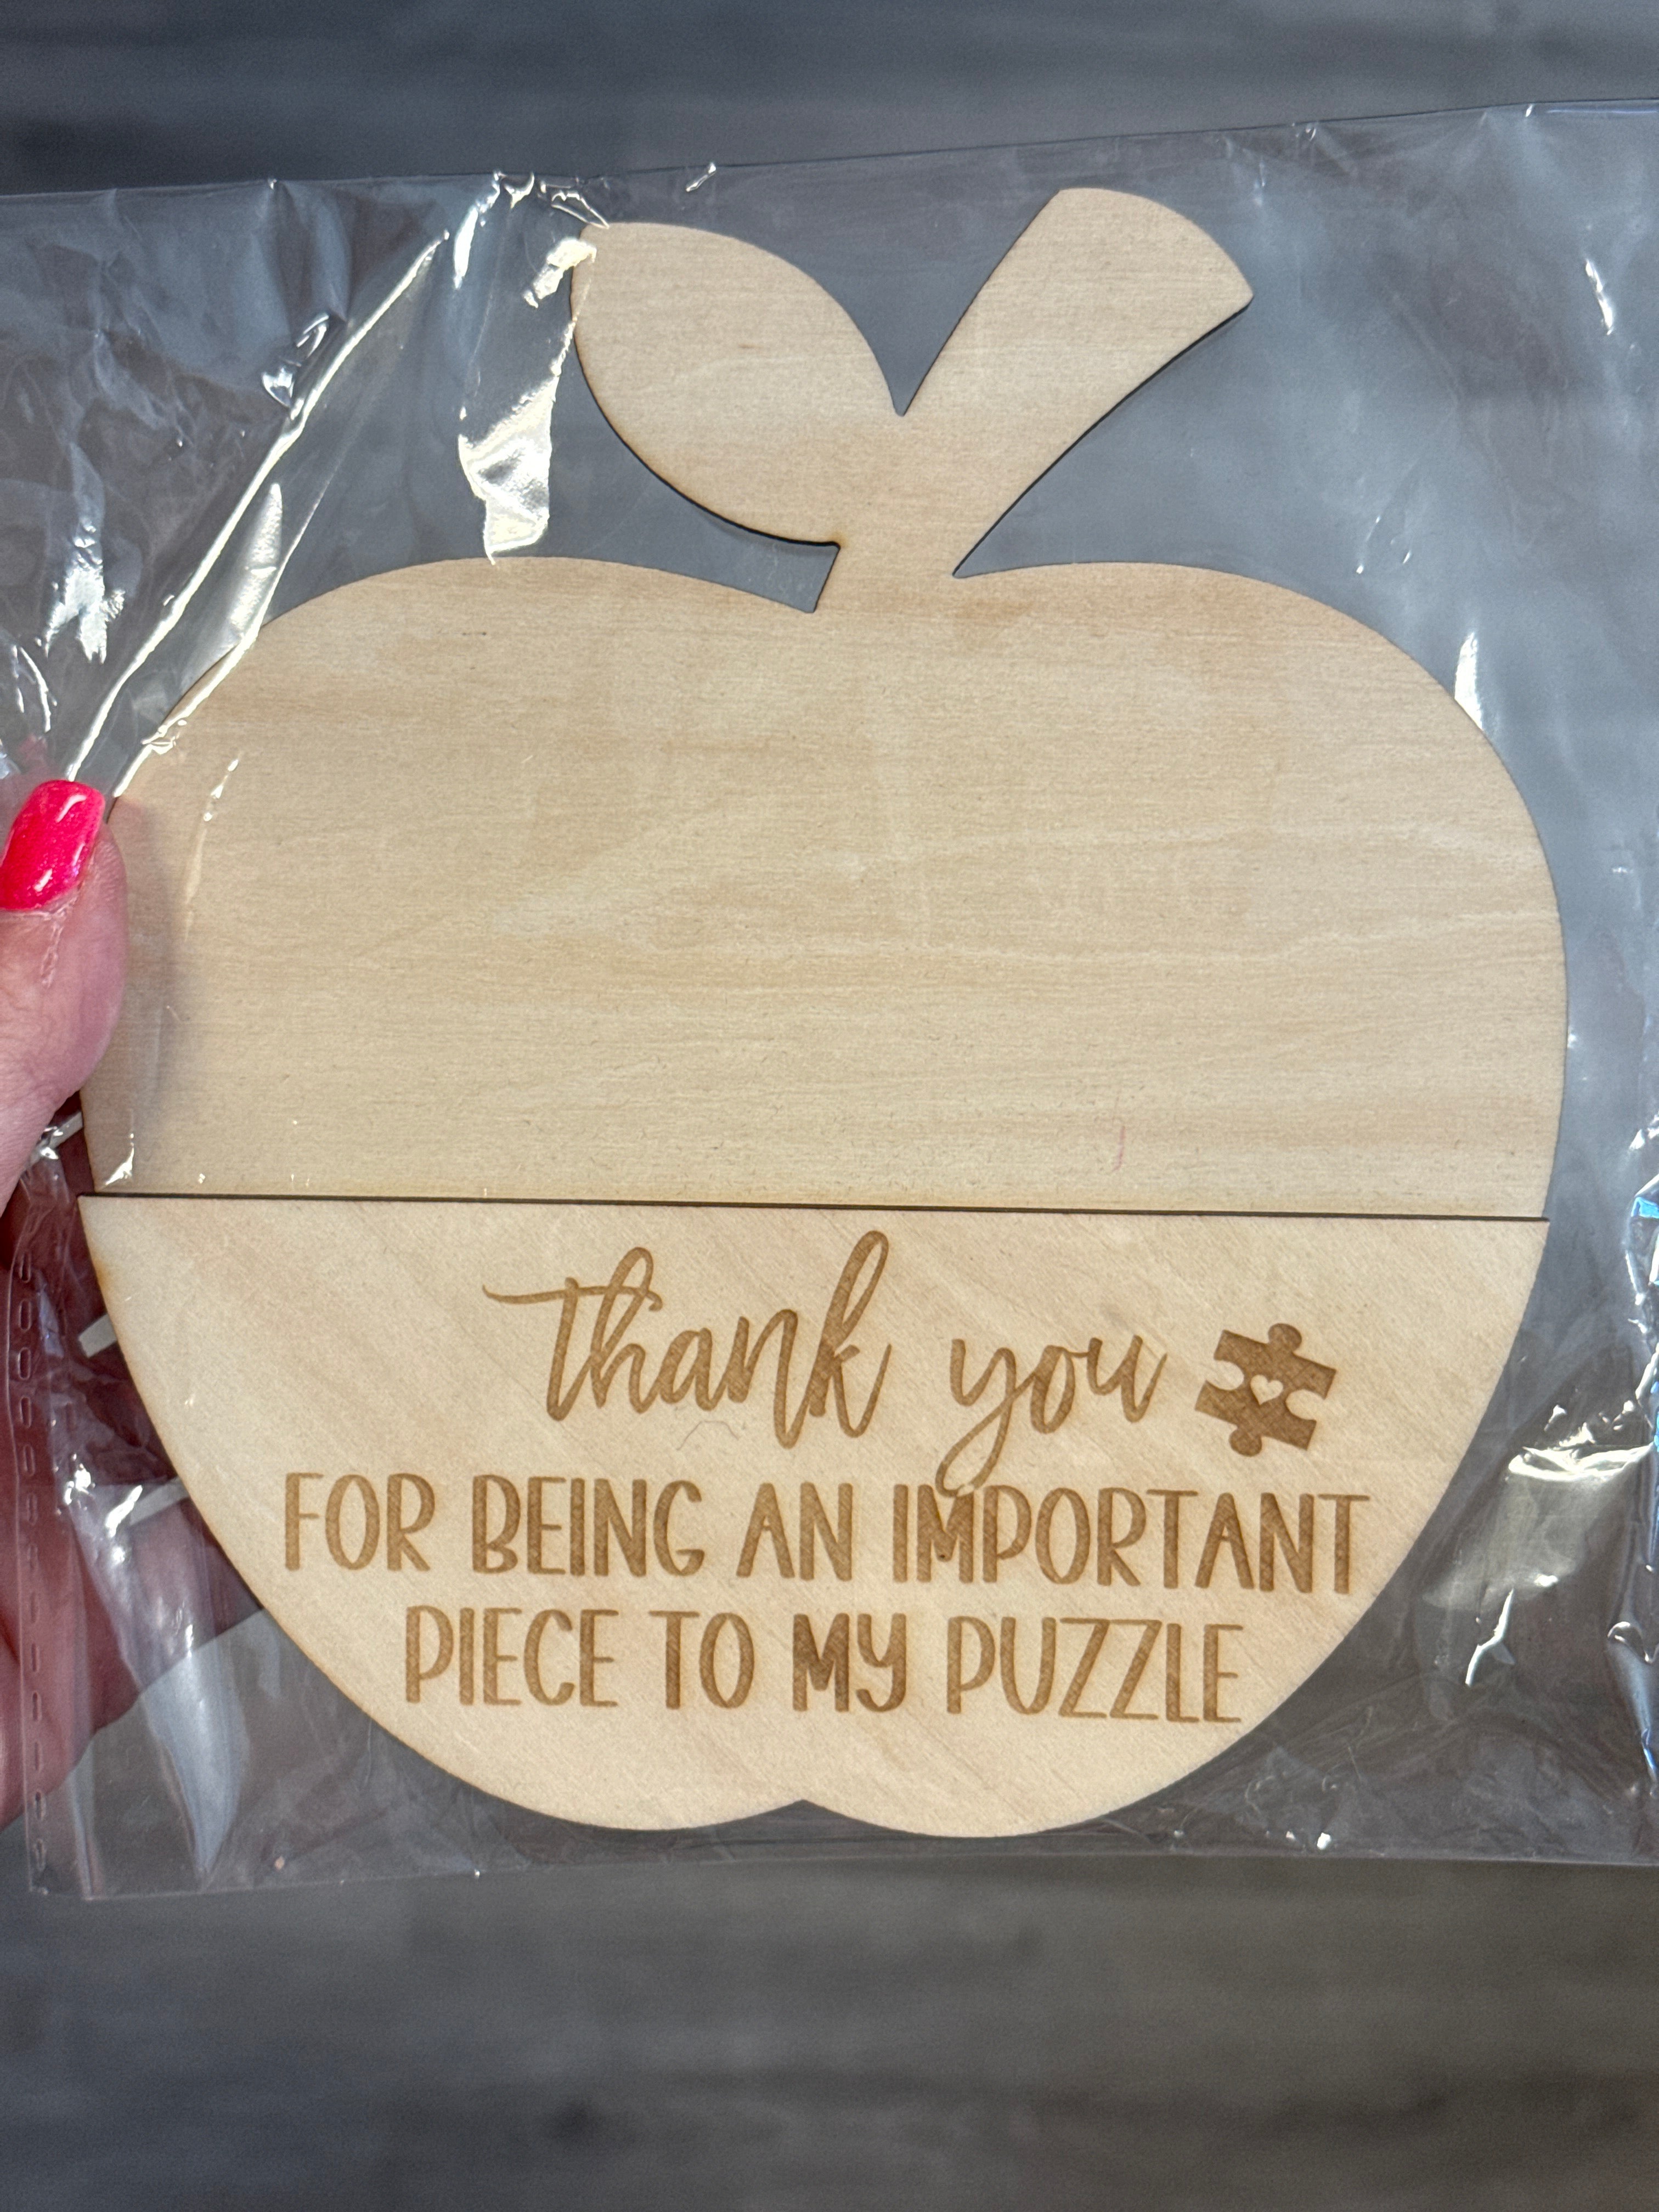 thank you
FOR BEING AN IMPORTANT
PIECE TO MY PUZZLE